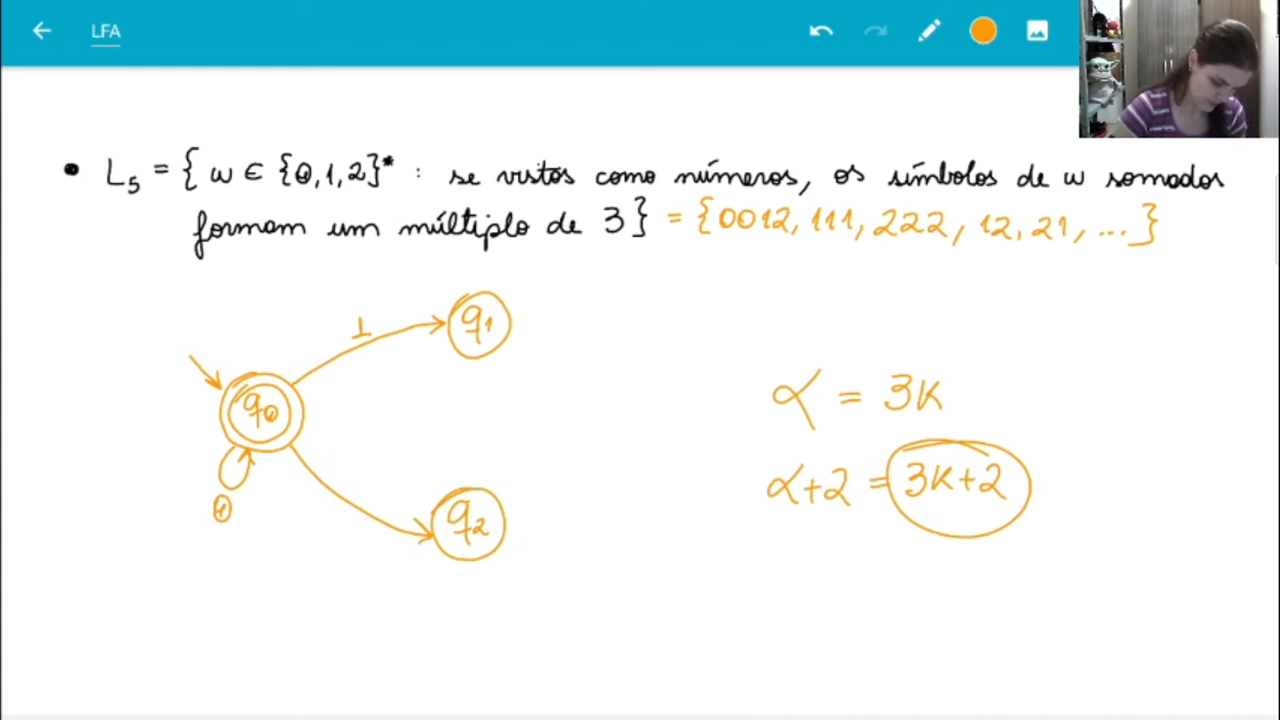 LFA
• L5 = { w ∈ {0,1,2}* : se vistos como números, os símbolos de w somados
formam um múltiplo de 3 } = {0012, 111, 222, 12, 21, ...}
1
q1
q0
0
q2
α = 3K
α+2 = 3K+2